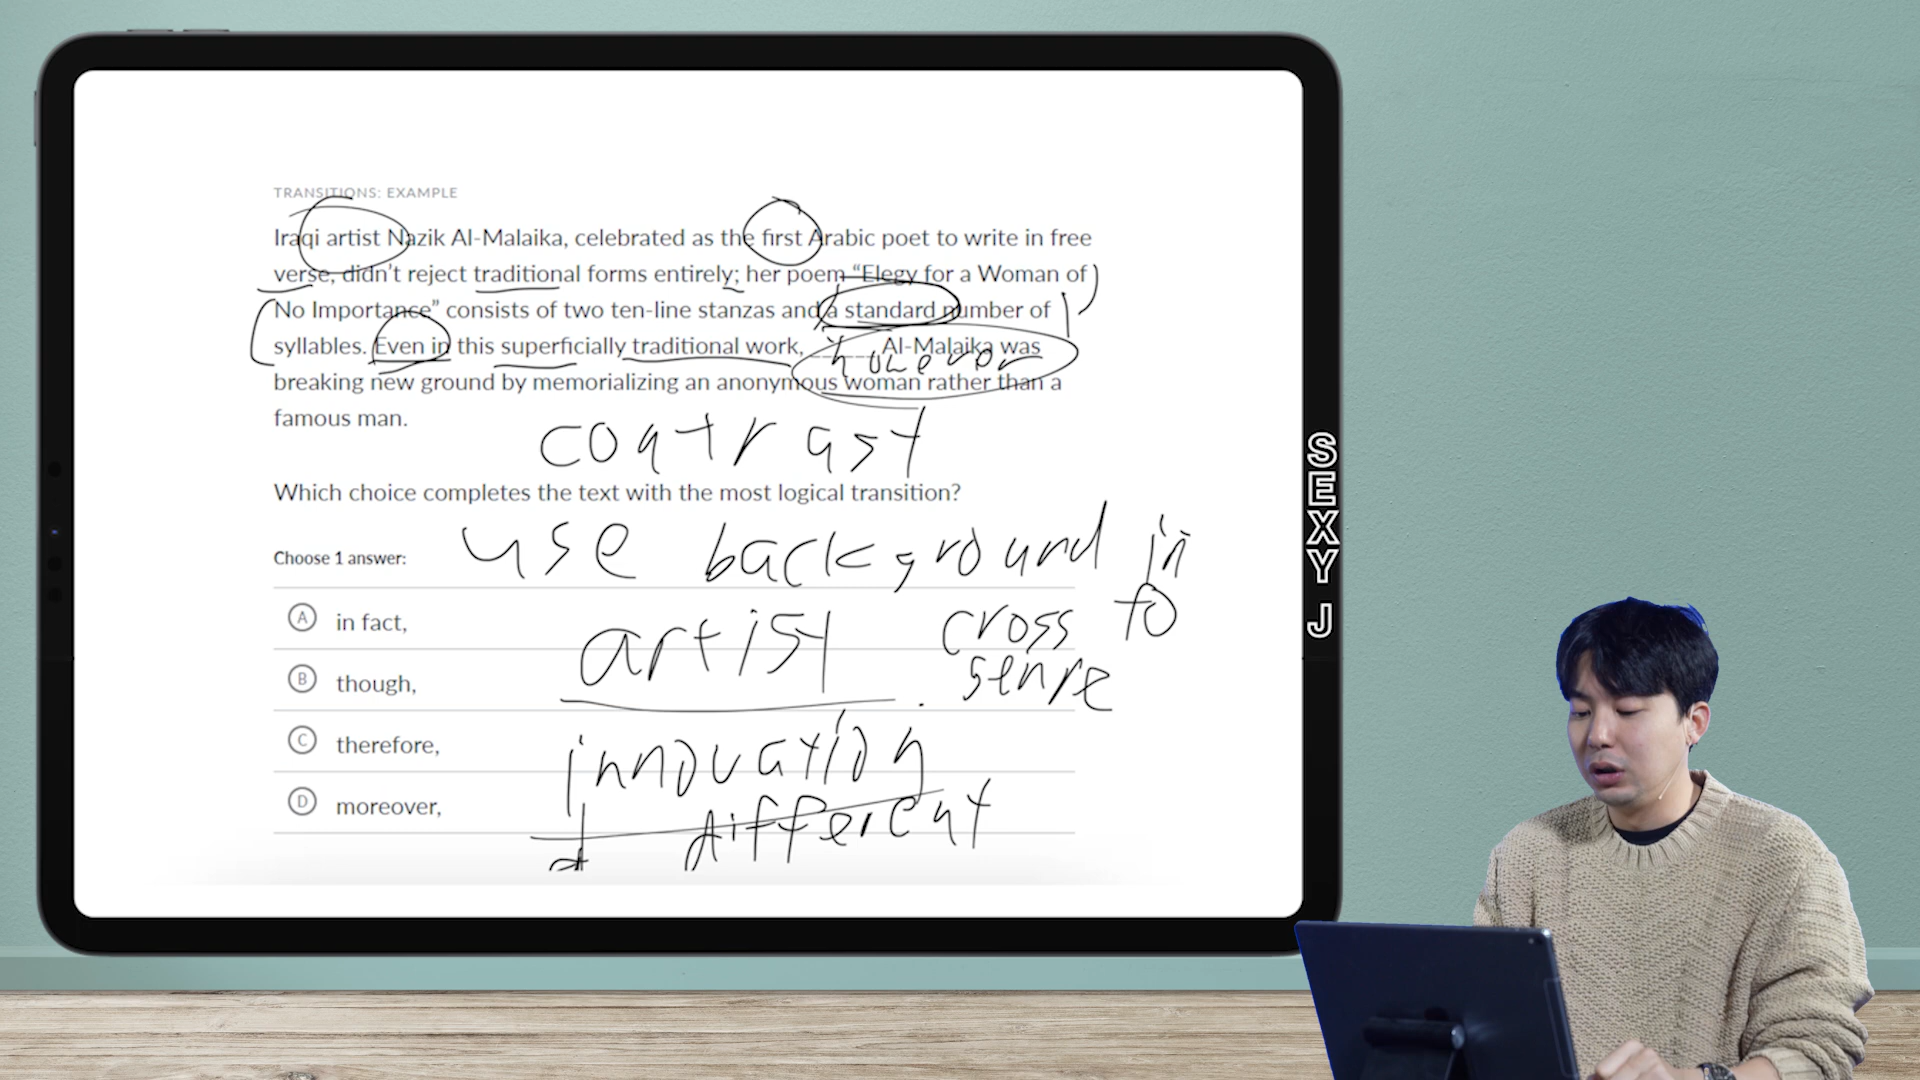 TRANSITIONS: EXAMPLE
Iraqi artist Nazik Al-Malaika, celebrated as the first Arabic poet to write in free
verse, didn't reject traditional forms entirely; her poem “Elegy for a Woman of
No Importance” consists of two ten-line stanzas and a standard number of
syllables. Even in this superficially traditional work, ______ Al-Malaika was
however
breaking new ground by memorializing an anonymous woman rather than a
famous man.
contrast
Which choice completes the text with the most logical transition?
use background in
Choose 1 answer:
to
A in fact,
artist
cross
sense
B though,
C therefore,
innovation
D moreover,
different
SEXY J